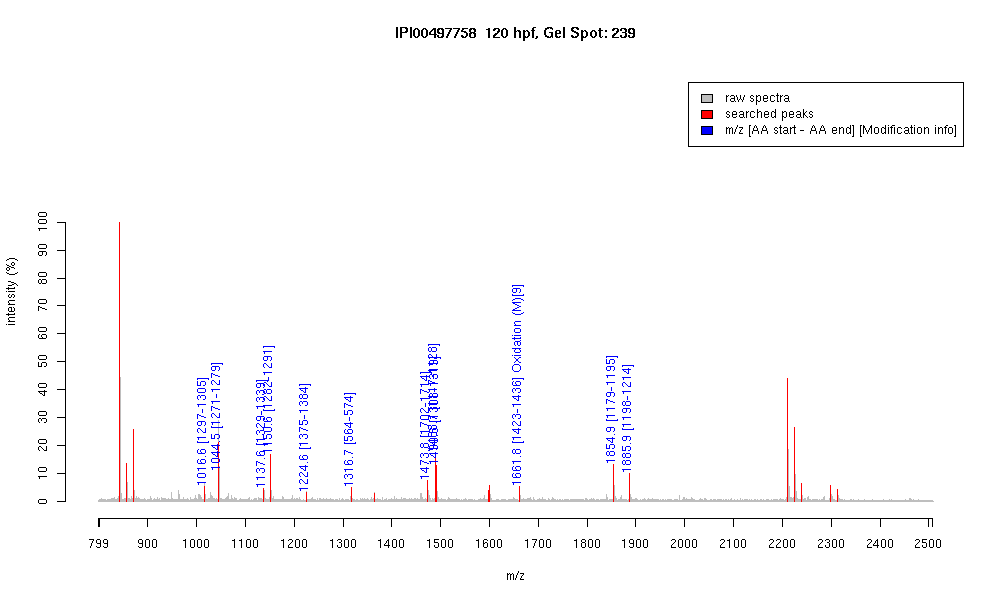 IPI00497758 120 hpf, Gel Spot: 239
raw spectra
searched peaks
m/z [AA start - AA end] [Modification info]
intensity (%)
100
90
80
70
60
50
40
30
20
10
0
1016.6 [1297-1305]
1044.5 [1271-1279]
1137.6 [1329-1339]
1150.6 [1282-1291]
1224.6 [1375-1384]
1316.7 [564-574]
1473.8 [1702-1714]
1661.8 [1423-1436] Oxidation (M)[9]
1854.9 [1179-1195]
1885.9 [1198-1214]
799 900 1000 1100 1200 1300 1400 1500 1600 1700 1800 1900 2000 2100 2200 2300 2400 2500
m/z